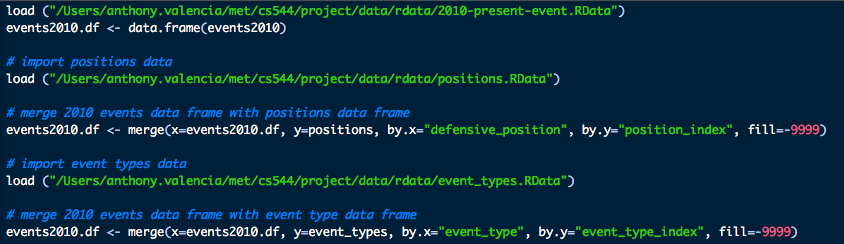 load ("/Users/anthony.valencia/met/cs544/project/data/rdata/2010-present-event.RData")
events2010.df <- data.frame(events2010)
# import positions data
load ("/Users/anthony.valencia/met/cs544/project/data/rdata/positions.RData")
# merge 2010 events data frame with positions data frame
events2010.df <- merge(x=events2010.df, y=positions, by.x="defensive_position", by.y="position_index", fill=-9999)
# import event types data
load ("/Users/anthony.valencia/met/cs544/project/data/rdata/event_types.RData")
# merge 2010 events data frame with event type data frame
events2010.df <- merge(x=events2010.df, y=event_types, by.x="event_type", by.y="event_type_index", fill=-9999)